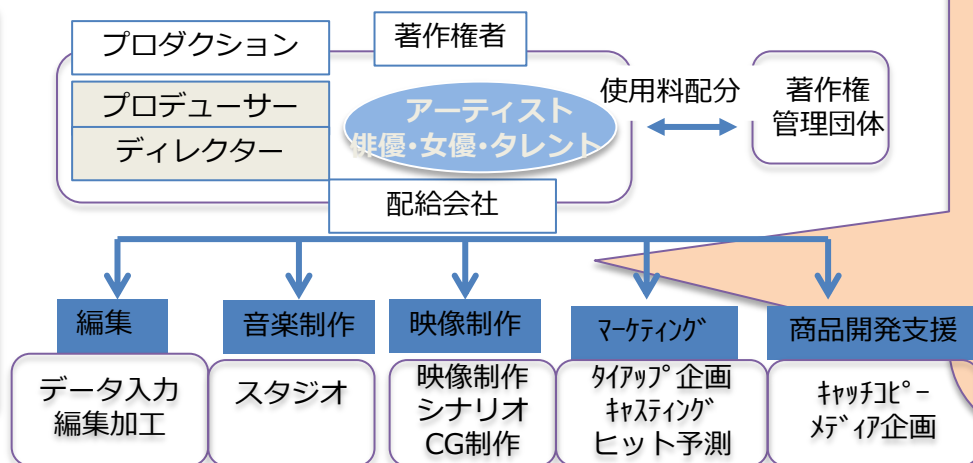 プロダクション
著作権者
プロデューサー
ディレクター
アーティスト
俳優・女優・タレント
使用料配分
著作権
管理団体
配給会社
編集
音楽制作
映像制作
ﾏｰｹﾃｨﾝｸﾞ
商品開発支援
データ入力
編集加工
スタジオ
映像制作
シナリオ
CG制作
ﾀｲｱｯﾌﾟ企画
ｷｬｽﾃｨﾝｸﾞ
ヒット予測
ｷｬｯﾁｺﾋﾟｰ
ﾒﾃﾞｨｱ企画